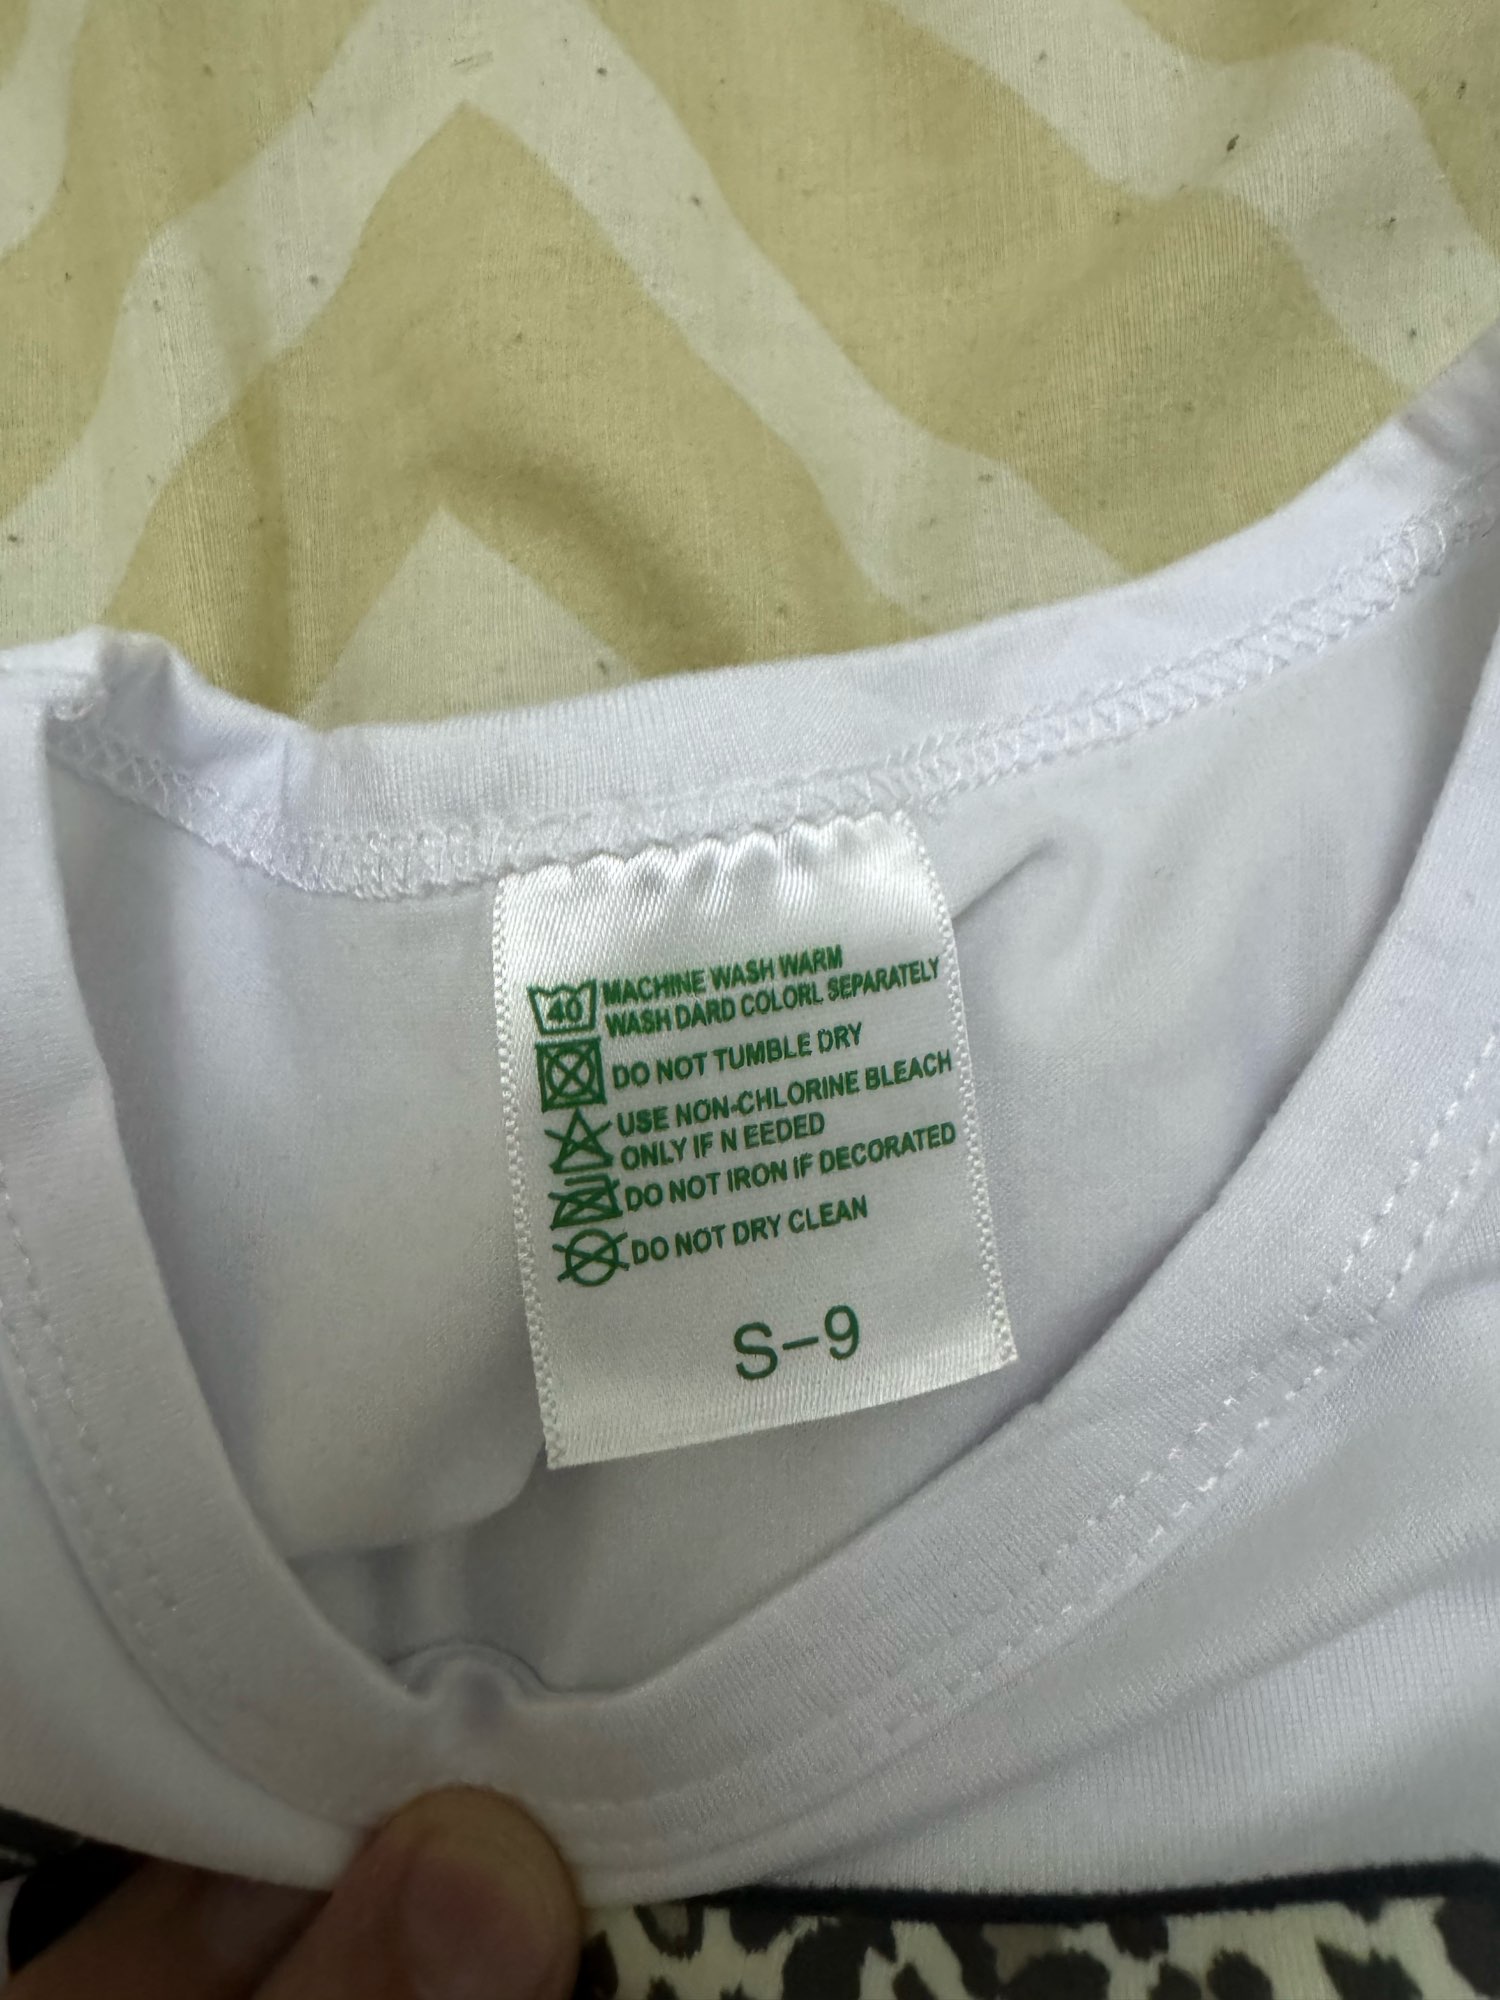 40 MACHINE WASH WARM
WASH DARD COLORL SEPARATELY
DO NOT TUMBLE DRY
USE NON-CHLORINE BLEACH
ONLY IF N EEDED
DO NOT IRON IF DECORATED
DO NOT DRY CLEAN
S-9